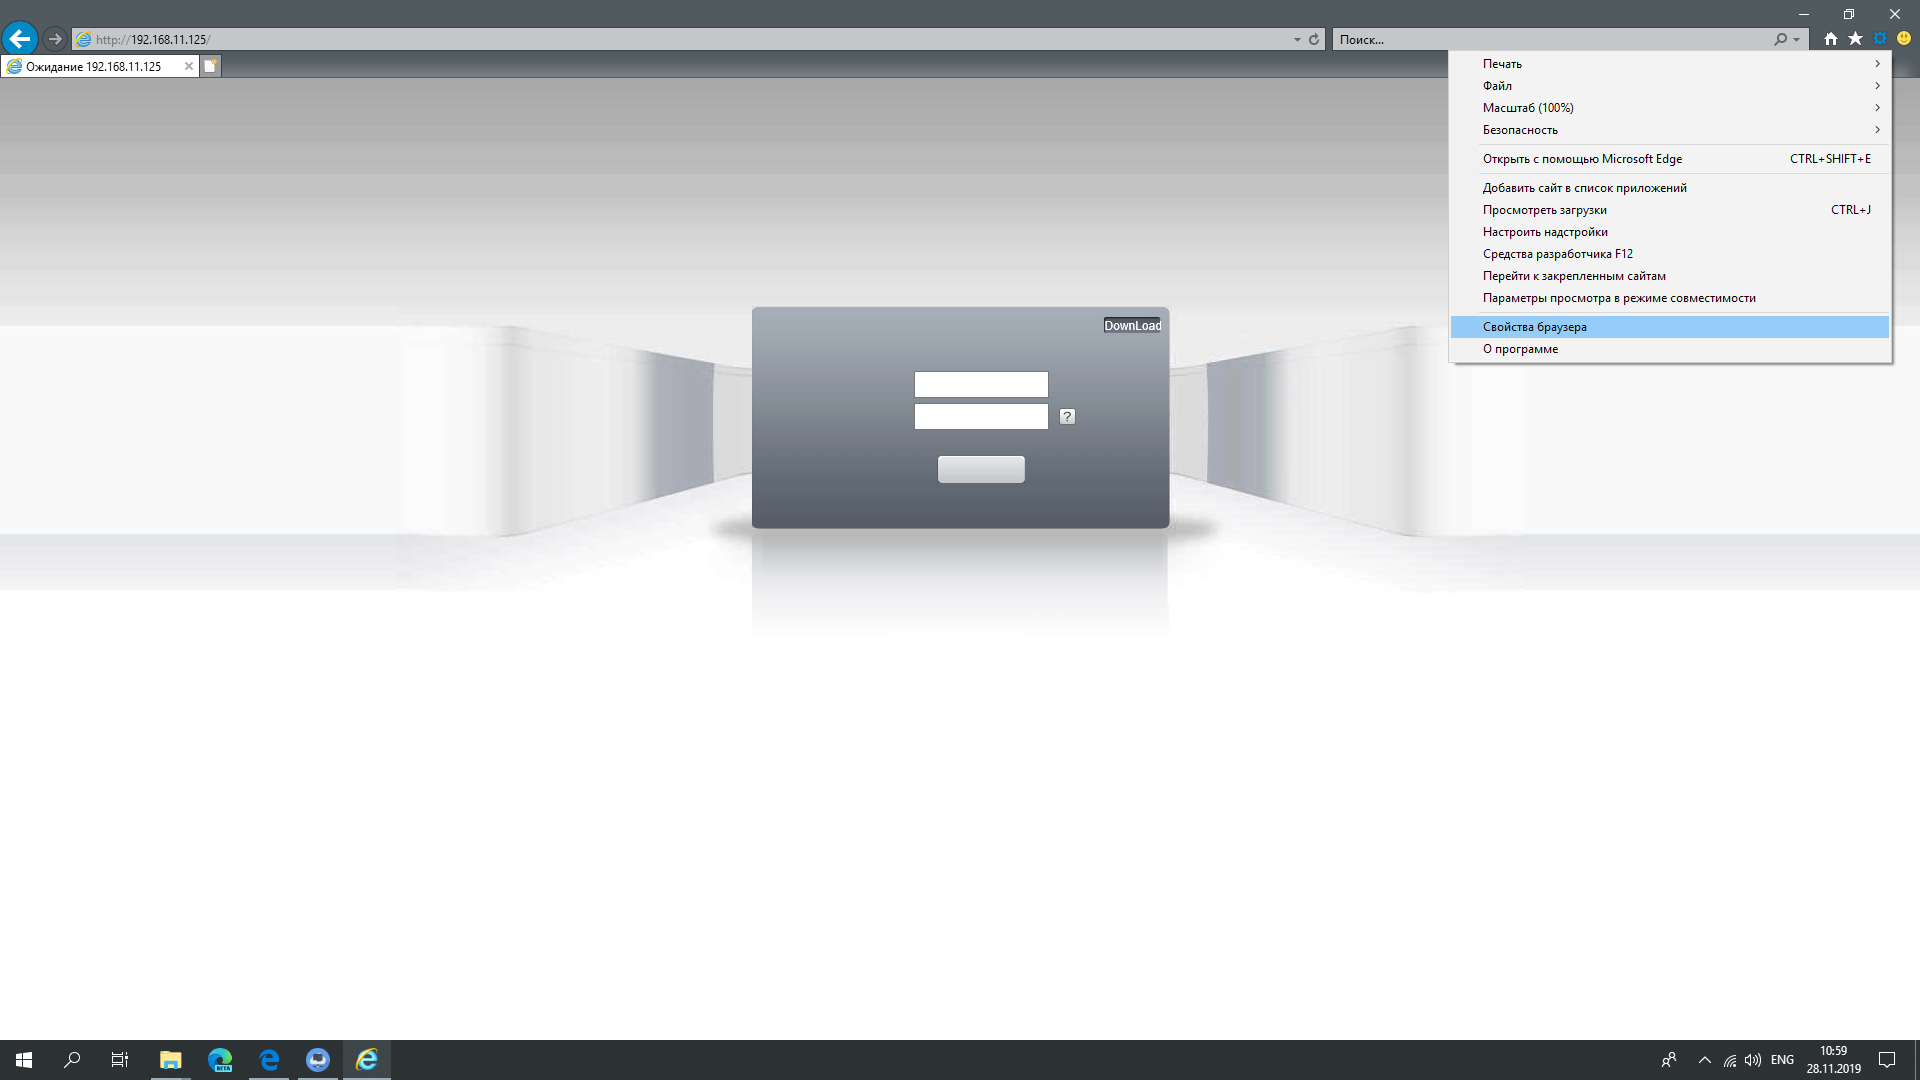 http://192.168.11.125/
Поиск...
Ожидание 192.168.11.125
Печать
Файл
Масштаб (100%)
Безопасность
Открыть с помощью Microsoft Edge CTRL+SHIFT+E
Добавить сайт в список приложений
Просмотреть загрузки CTRL+J
Настроить надстройки
Средства разработчика F12
Перейти к закрепленным сайтам
Параметры просмотра в режиме совместимости
Свойства браузера
О программе
DownLoad
?
BETA
ENG
10:59
28.11.2019